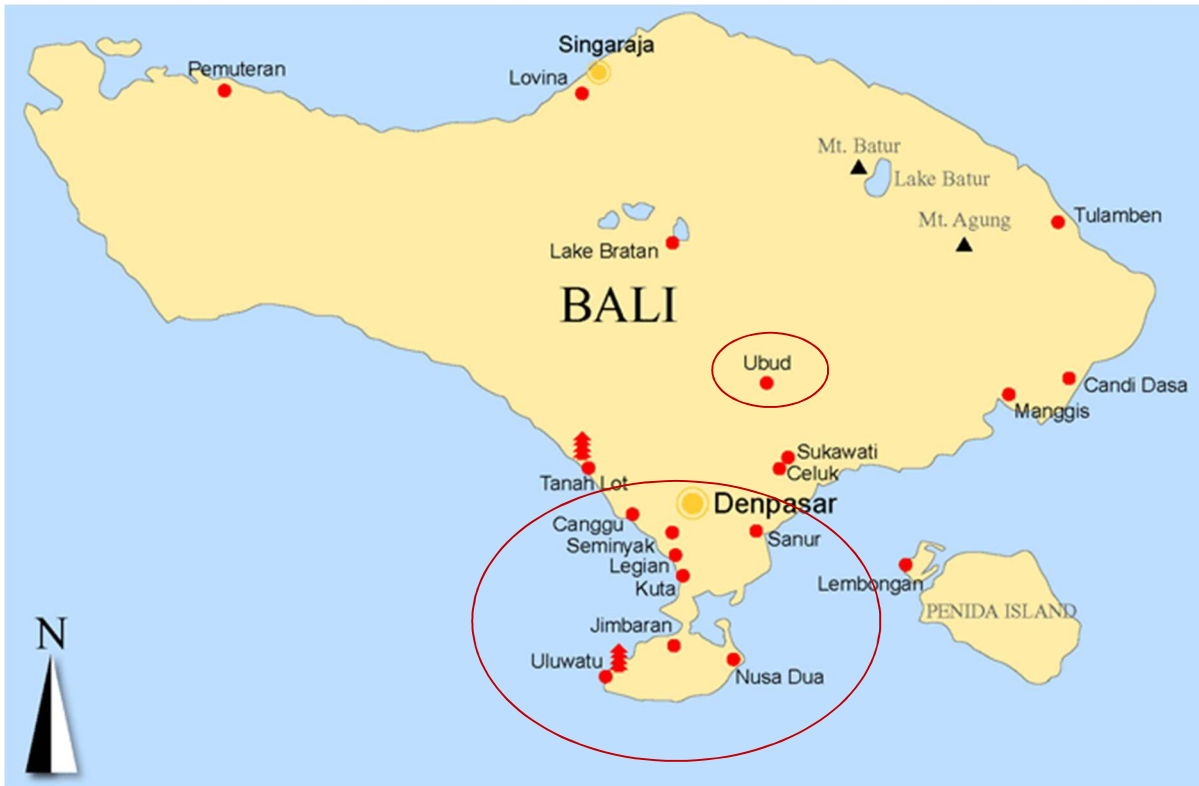 Singaraja
Pemuteran
Lovina
Mt. Batur
Lake Batur
Mt. Agung
Tulamben
Lake Bratan
BALI
Ubud
Candi Dasa
Manggis
Sukawati
Celuk
Tanah Lot
Denpasar
Canggu
Sanur
Seminyak
Legian
Kuta
Lembongan
PENIDA ISLAND
N
Jimbaran
Uluwatu
Nusa Dua